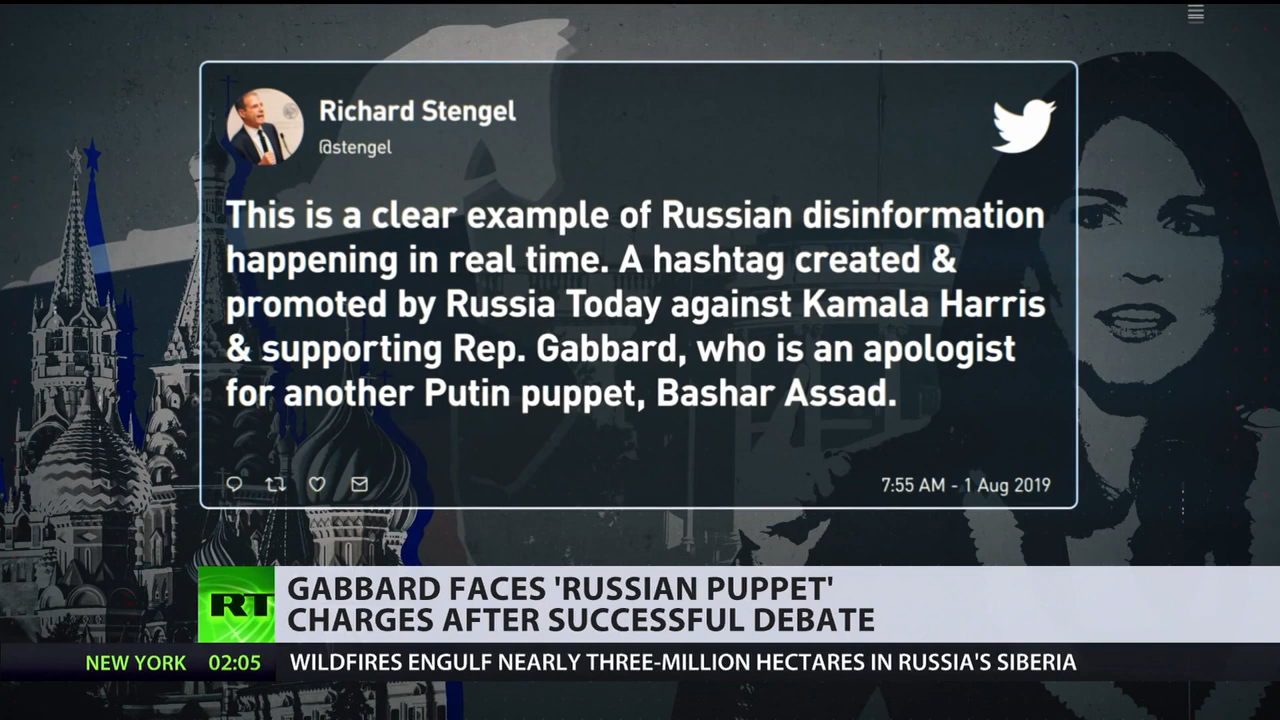 Richard Stengel
@stengel
This is a clear example of Russian disinformation
happening in real time. A hashtag created &
promoted by Russia Today against Kamala Harris
& supporting Rep. Gabbard, who is an apologist
for another Putin puppet, Bashar Assad.
7:55 AM - 1 Aug 2019
RT
GABBARD FACES 'RUSSIAN PUPPET'
CHARGES AFTER SUCCESSFUL DEBATE
NEW YORK 02:05 WILDFIRES ENGULF NEARLY THREE-MILLION HECTARES IN RUSSIA'S SIBERIA